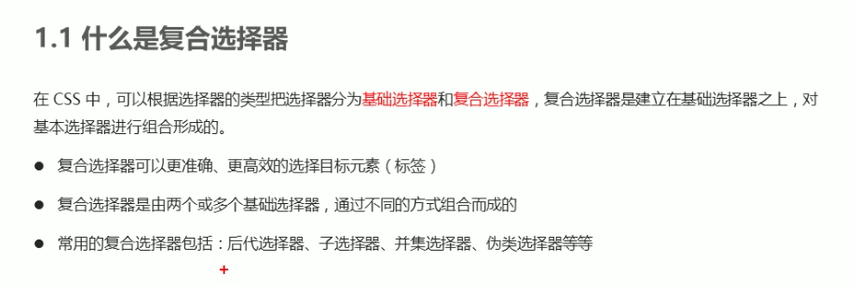 1.1 什么是复合选择器
在 CSS 中，可以根据选择器的类型把选择器分为基础选择器和复合选择器，复合选择器是建立在基础选择器之上，对
基本选择器进行组合形成的。
● 复合选择器可以更准确、更高效的选择目标元素（标签）
● 复合选择器是由两个或多个基础选择器，通过不同的方式组合而成的
● 常用的复合选择器包括：后代选择器、子选择器、并集选择器、伪类选择器等等